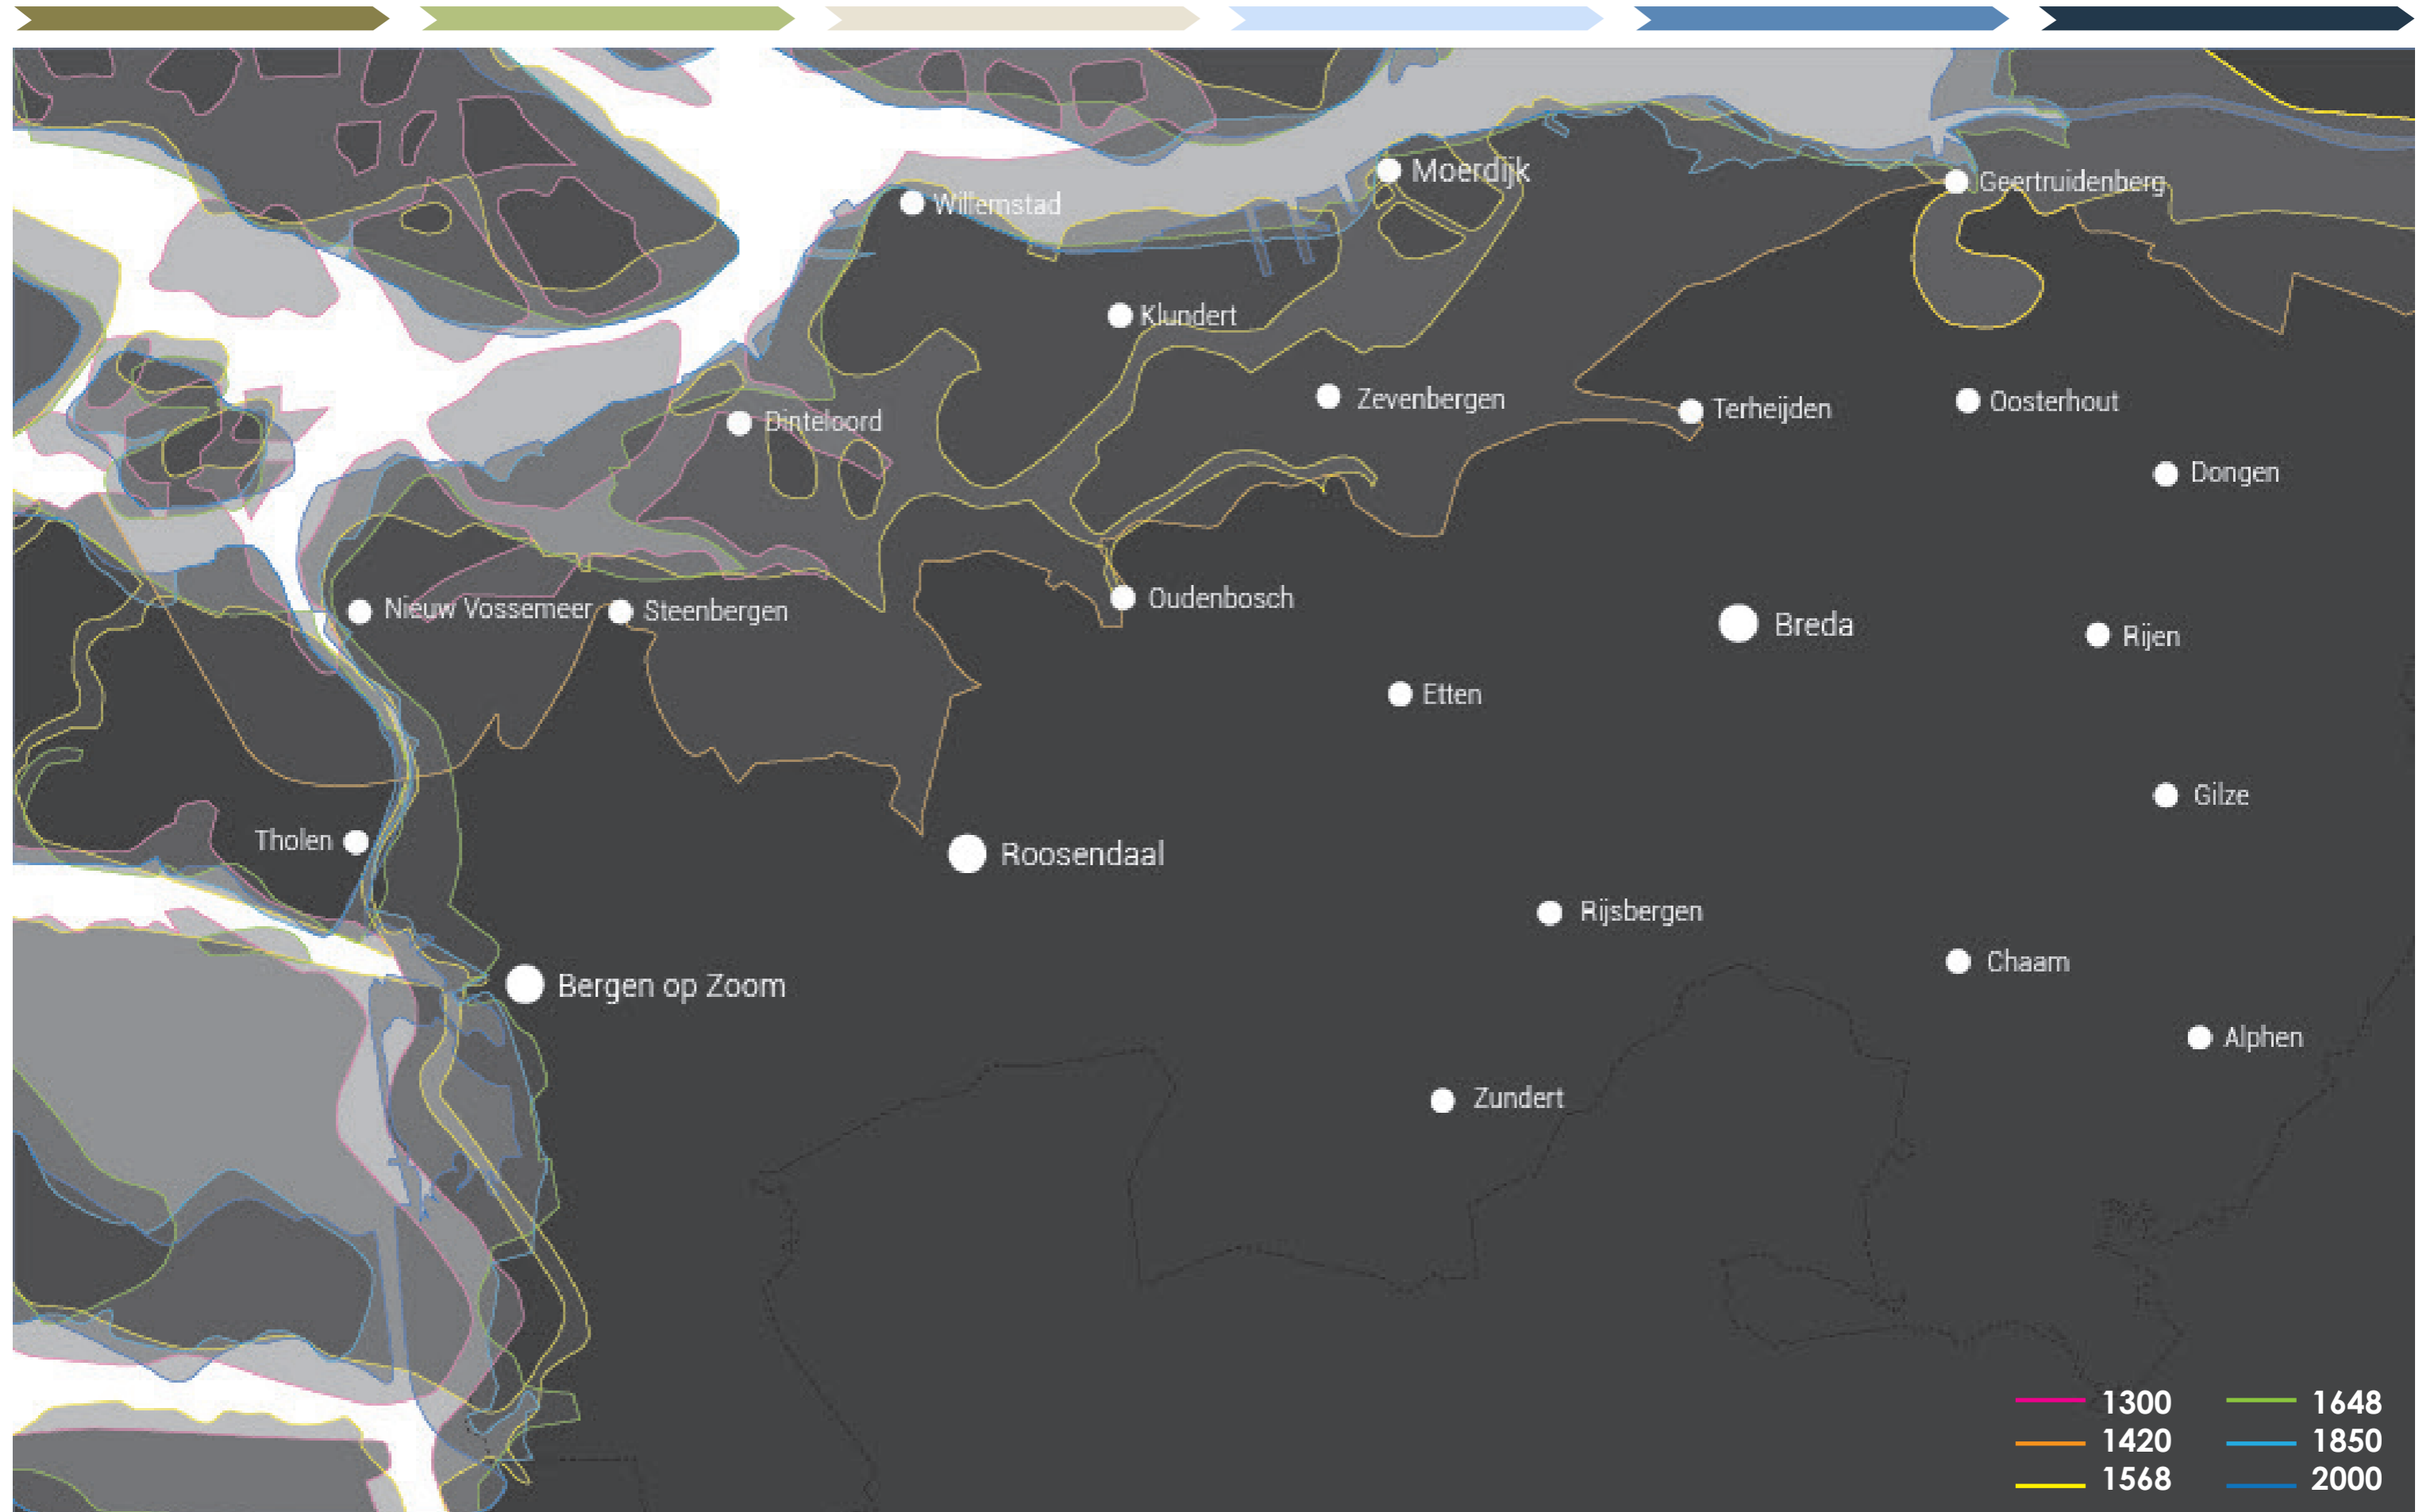 Moerdijk
Geertruidenberg
Willemstad
Klundert
Zevenbergen
Terheijden
Oosterhout
Dinteloord
Dongen
Nieuw Vossemeer
Steenbergen
Oudenbosch
Breda
Rijen
Etten
Gilze
Tholen
Roosendaal
Rijsbergen
Chaam
Bergen op Zoom
Alphen
Zundert
1300
1648
1420
1850
1568
2000